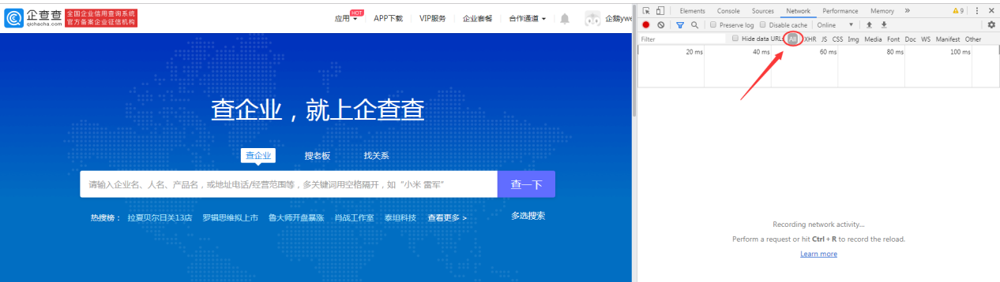 企查查 全国企业信用查询系统
qichacha.com 官方备案企业征信机构
应用 HOT APP下载 VIP服务 企业套餐 合作通道 企鹅yw
查企业，就上企查查
查企业 搜老板 找关系
请输入企业名、人名、产品名，或地址电话/经营范围等，多关键词用空格隔开，如“小米 雷军” 查一下
热搜榜： 拉夏贝尔日关13店 罗辑思维拟上市 鲁大师开盘暴涨 肖战工作室 泰坦科技 查看更多 > 多选搜索
Elements Console Sources Network Performance Memory » 9
Preserve log Disable cache Online
Filter Hide data URLs All XHR JS CSS Img Media Font Doc WS Manifest Other
20 ms 40 ms 60 ms 80 ms 100 ms
Recording network activity...
Perform a request or hit Ctrl + R to record the reload.
Learn more